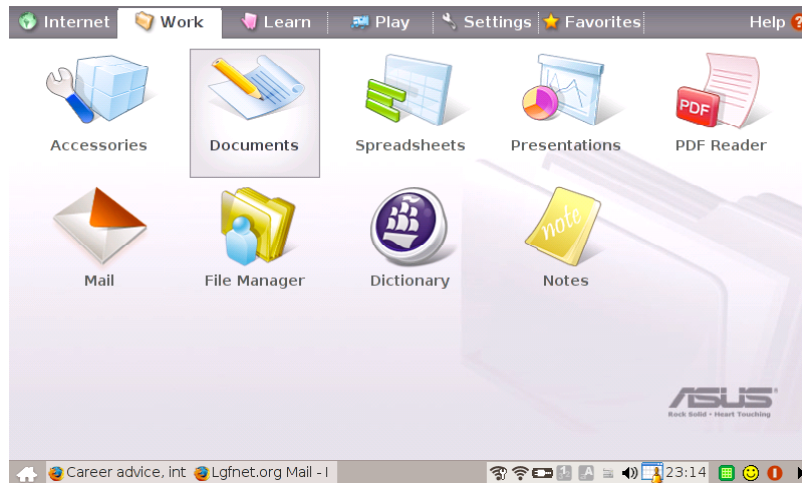 Internet Work Learn Play Settings Favorites Help ?
Accessories Documents Spreadsheets Presentations PDF Reader
PDF
Mail File Manager Dictionary Notes
note
ASUS
Rock Solid • Heart Touching
Career advice, int Lgfnet.org Mail - I 1 A 23:14